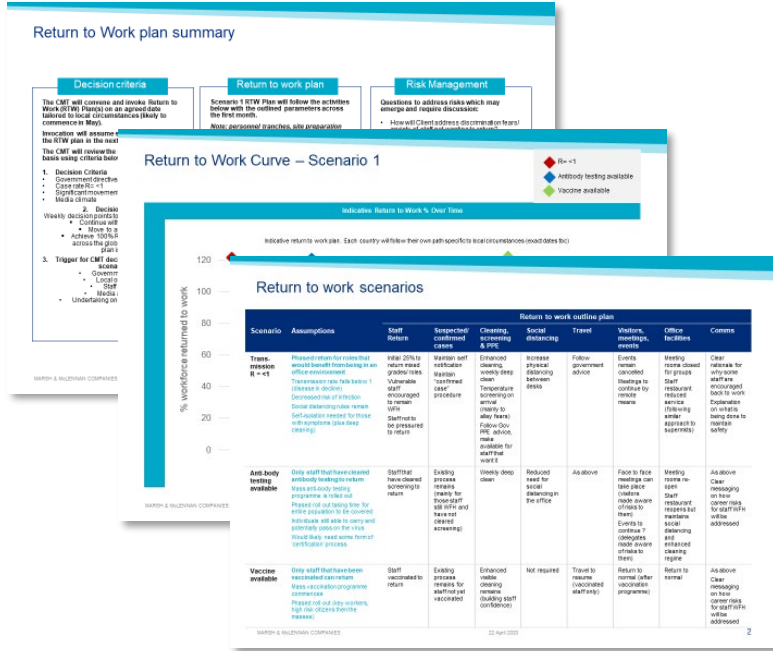 Return to Work plan summary
Decision criteria
The CMT will convene and invoke Return to
Work (RTW) Plan(s) on an agreed date
tailored to local circumstances (likely to
commence in May).
Invocation will assume
the RTW plan in the next
The CMT will review the
basis using criteria below
1. Decision Criteria
• Government directive
• Case rate R= <1
• Significant movement
• Media climate
2. Decisio
Weekly decision points to
• Continue with
• Move to a
• Achieve 100% R
across the glob
plan i
3. Trigger for CMT dec
scena
• Governm
• Local o
• Staff
• Media
• Undertaking on
Return to work plan
Scenario 1 RTW Plan will follow the activities
below with the outlined parameters across
the first month.
Note: personnel tranches, site preparation
Risk Management
Questions to address risks which may
emerge and require discussion:
• How will Client address discrimination fears/
MARSH & McLENNAN COMPANIES
Return to Work Curve – Scenario 1
R= <1
Antibody testing available
Vaccine available
Indicative Return to Work % Over Time
Indicative return to work plan. Each country will follow their own path specific to local circumstances (exact dates tbc)
% workforce returned to work
120
100
80
60
40
20
0
MARSH & McLENNAN COMPANIES
Return to work scenarios
Return to work outline plan
Scenario
Assumptions
Staff
Return
Suspected/
confirmed
cases
Cleaning,
screening
& PPE
Social
distancing
Travel
Visitors,
meetings,
events
Office
facilities
Comms
Trans-
mission
R = <1
Phased return for roles that
would benefit from being in an
office environment
Transmission rate falls below 1
(disease in decline)
Decreased risk of infection
Social distancing rules remain
Self-isolation needed for those
with symptoms (plus deep
cleaning)
Initial 25% to
return mixed
grades/ roles
Vulnerable
staff
encouraged
to remain
WFH
Staff not to
be pressured
to return
Maintain self
notification
Maintain
"confirmed
case"
procedure
Enhanced
cleaning,
weekly deep
clean
Temperature
screening on
arrival
(mainly to
allay fears)
Follow Gov
PPE advice,
make
available for
staff that
want it
Increase
physical
distancing
between
desks
Follow
government
advice
Events
remain
cancelled
Meetings to
continue by
remote
means
Meeting
rooms closed
for groups
Staff
restaurant
reduced
service
(following
similar
approach to
supermkts)
Clear
rationale for
why some
staff are
encouraged
back to work
Explanation
on what is
being done to
maintain
safety
Anti-body
testing
available
Only staff that have cleared
antibody testing to return
Mass anti-body testing
programme is rolled out
Phased roll out taking time for
entire population to be covered
Individuals still able to carry and
potentially pass on the virus
Would likely need some form of
'certification' process
Staff that
have cleared
screening to
return
Existing
process
remains
(mainly for
those staff
still WFH and
have not
cleared
screening)
Weekly deep
clean
Reduced
need for
social
distancing in
the office
As above
Face to face
meetings can
take place
(visitors
made aware
of risks to
them)
Events to
continue ?
(delegates
made aware
of risks to
them)
Meeting
rooms re-
open
Staff
restaurant
reopens but
maintains
social
distancing
and
enhanced
cleaning
regime
As above
Clear
messaging
on how
career risks
for staff WFH
will be
addressed
Vaccine
available
Only staff that have been
vaccinated can return
Mass vaccination programme
commences
Phased roll out (key workers,
high risk citizens then the
masses)
Staff
vaccinated to
return
Existing
process
remains for
staff not yet
vaccinated
Enhanced
visible
cleaning
remains
(building staff
confidence)
Not required
Travel to
resume
(vaccinated
staff only)
Return to
normal (after
vaccination
programme)
Return to
normal
As above
Clear
messaging
on how
career risks
for staff WFH
will be
addressed
MARSH & McLENNAN COMPANIES
22 April 2020
2